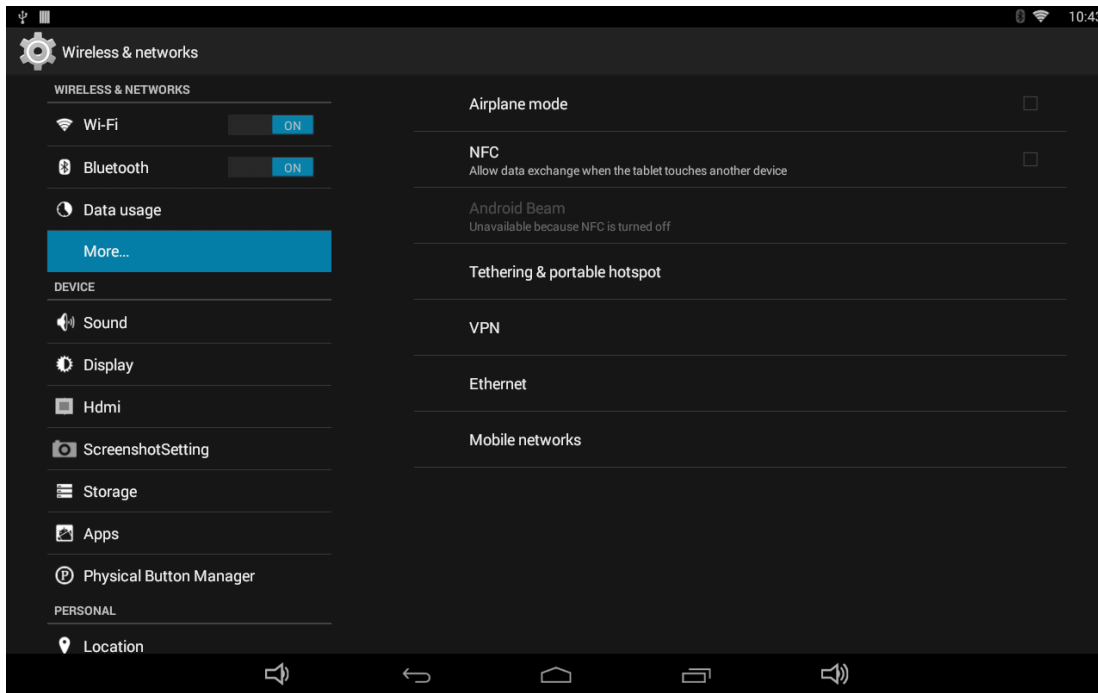 10:43
Wireless & networks
WIRELESS & NETWORKS
Wi-Fi ON
Bluetooth ON
Data usage
More...
DEVICE
Sound
Display
Hdmi
ScreenshotSetting
Storage
Apps
Physical Button Manager
PERSONAL
Location
Airplane mode
NFC
Allow data exchange when the tablet touches another device
Android Beam
Unavailable because NFC is turned off
Tethering & portable hotspot
VPN
Ethernet
Mobile networks